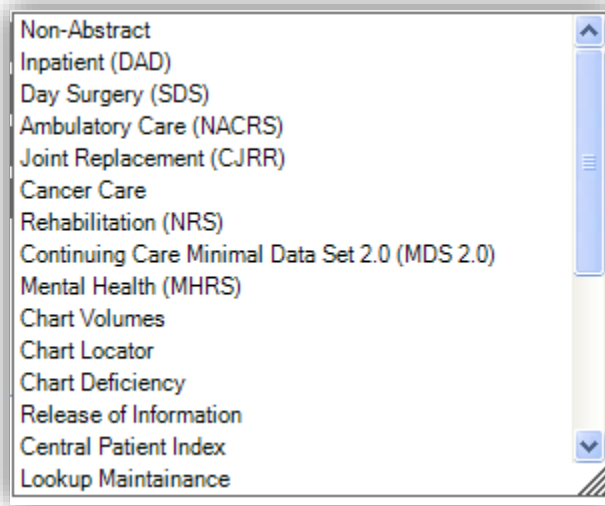 Non-Abstract
Inpatient (DAD)
Day Surgery (SDS)
Ambulatory Care (NACRS)
Joint Replacement (CJRR)
Cancer Care
Rehabilitation (NRS)
Continuing Care Minimal Data Set 2.0 (MDS 2.0)
Mental Health (MHRS)
Chart Volumes
Chart Locator
Chart Deficiency
Release of Information
Central Patient Index
Lookup Maintainance